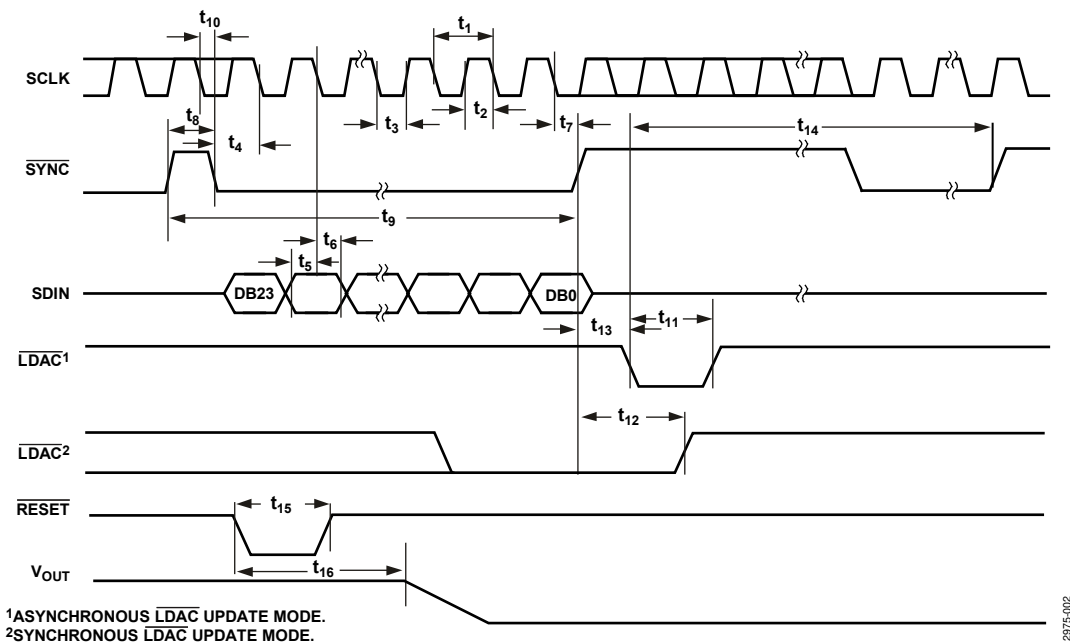 t10
t1
SCLK
t8
t4
t3
t2
t7
t14
SYNC
t9
t6
t5
SDIN
DB23
DB0
t13
t11
LDAC1
t12
LDAC2
RESET
t15
t16
VOUT
1ASYNCHRONOUS LDAC UPDATE MODE.
2SYNCHRONOUS LDAC UPDATE MODE.
2975-002